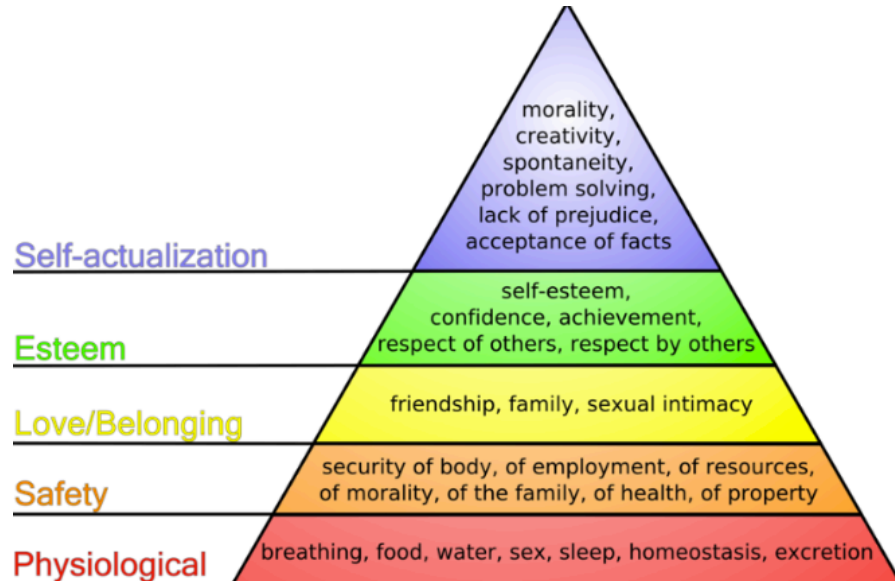 morality,
creativity,
spontaneity,
problem solving,
lack of prejudice,
acceptance of facts
Self-actualization
self-esteem,
confidence, achievement,
respect of others, respect by others
Esteem
friendship, family, sexual intimacy
Love/Belonging
security of body, of employment, of resources,
of morality, of the family, of health, of property
Safety
breathing, food, water, sex, sleep, homeostasis, excretion
Physiological